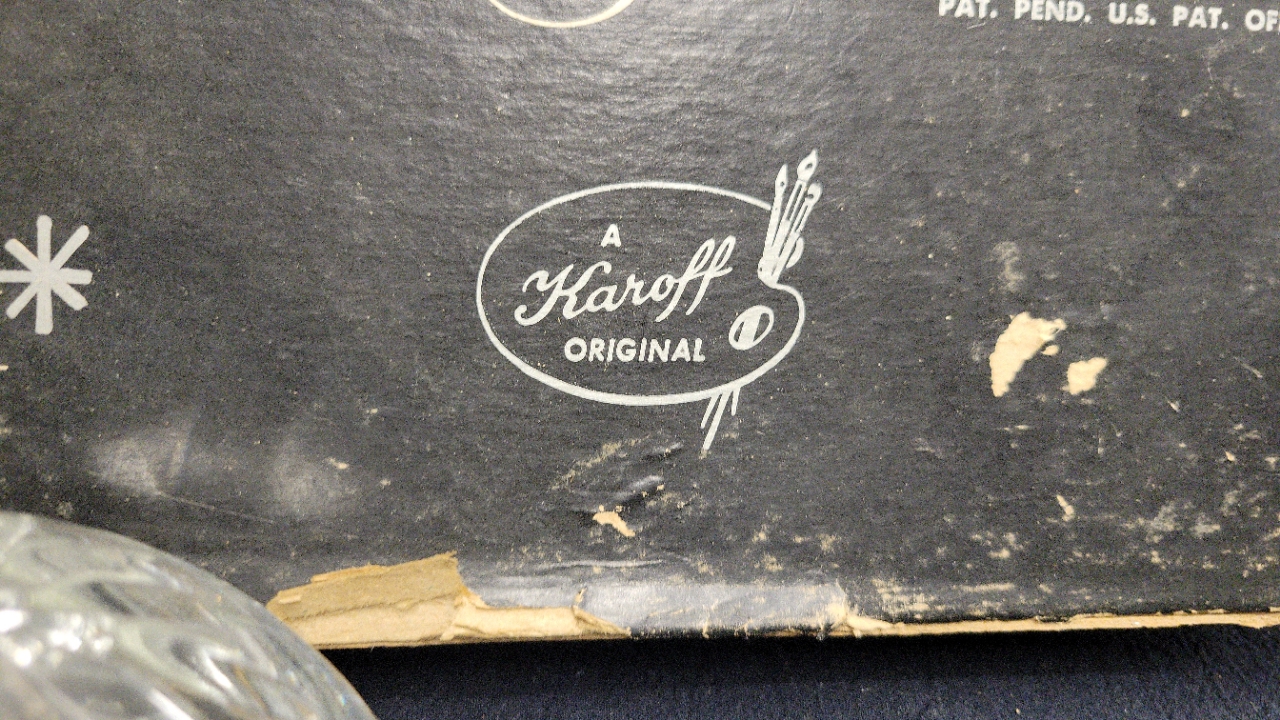 PAT. PEND. U.S. PAT. OF
A
Karoff
ORIGINAL